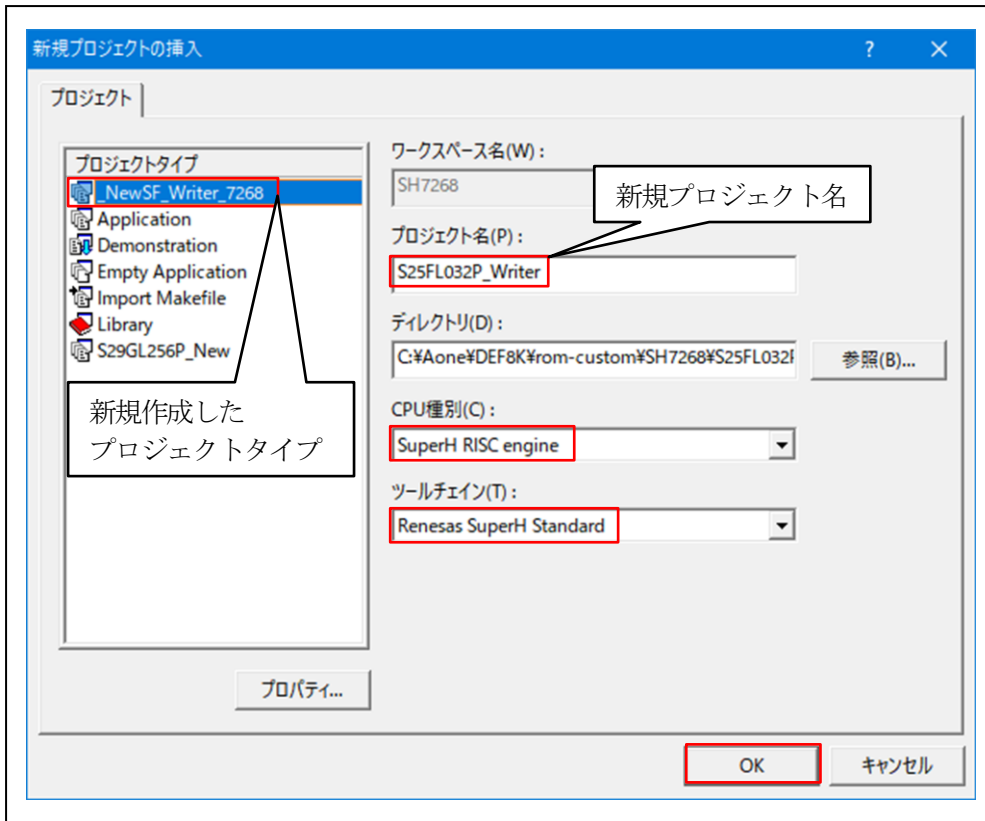 新規プロジェクトの挿入
?
プロジェクト
プロジェクトタイプ
_NewSF_Writer_7268
Application
Demonstration
Empty Application
Import Makefile
Library
S29GL256P_New
新規作成した
プロジェクトタイプ
プロパティ...
ワークスペース名(W) :
SH7268
新規プロジェクト名
プロジェクト名(P) :
S25FL032P_Writer
ディレクトリ(D) :
C:¥Aone¥DEF8K¥rom-custom¥SH7268¥S25FL032
参照(B)...
CPU種別(C) :
SuperH RISC engine
ツールチェイン(T) :
Renesas SuperH Standard
OK
キャンセル